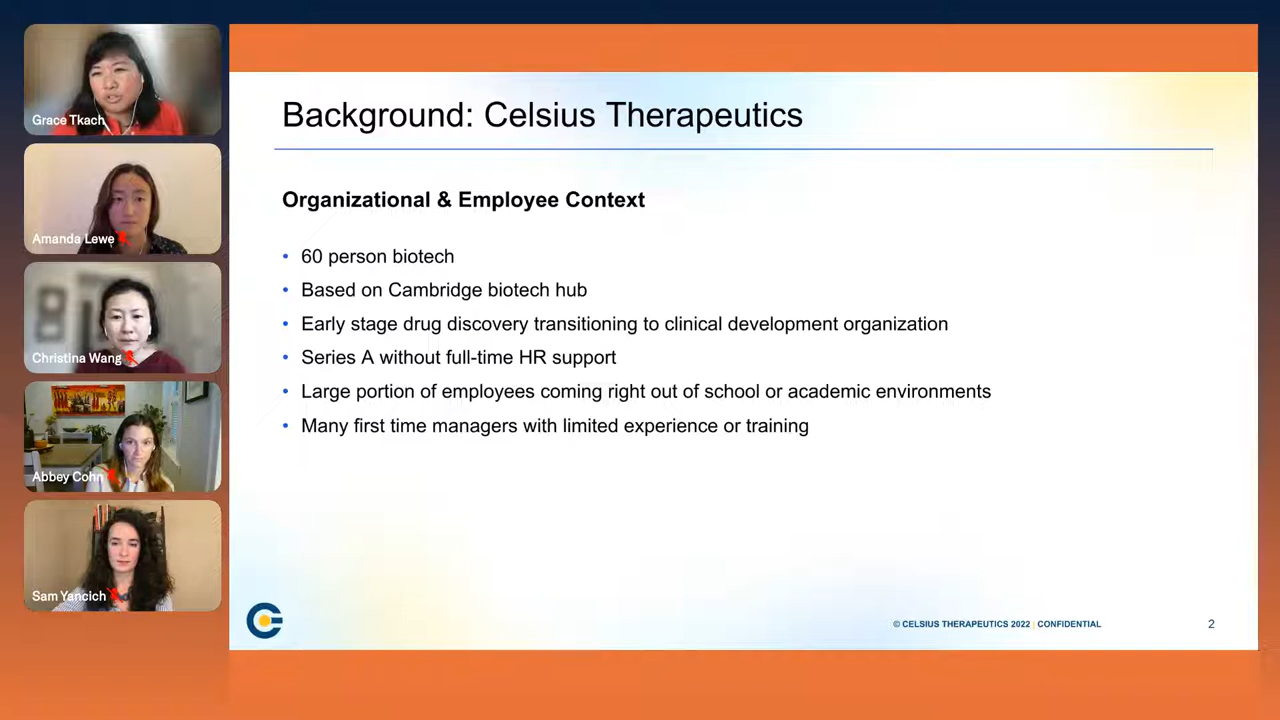 Grace Tkach
Amanda Lewe
Christina Wang
Abbey Cohn
Sam Yancich
Background: Celsius Therapeutics
Organizational & Employee Context
• 60 person biotech
• Based on Cambridge biotech hub
• Early stage drug discovery transitioning to clinical development organization
• Series A without full-time HR support
• Large portion of employees coming right out of school or academic environments
• Many first time managers with limited experience or training
© CELSIUS THERAPEUTICS 2022 | CONFIDENTIAL
2